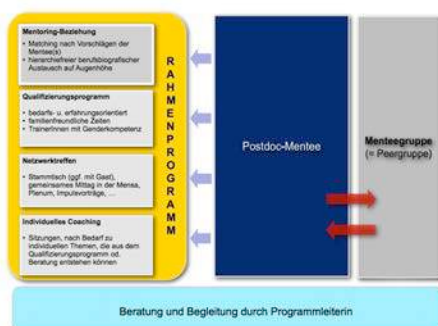 Mentoring-Beziehung
• Matching nach Vorschlägen der
Mentee(s)
• hierarchiefreier berufsbiografischer
Austausch auf Augenhöhe
Qualifizierungsprogramm
• bedarfs- u. erfahrungsorientiert
• familienfreundliche Zeiten
• TrainerInnen mit Genderkompetenz
Netzwerktreffen
• Stammtisch (ggf. mit Gast),
gemeinsames Mittag in der Mensa,
Plenum, Impulsvorträge, ...
Individuelles Coaching
• Sitzungen, nach Bedarf zu
individuellen Themen, die aus dem
Qualifizierungsprogramm od.
Beratung entstehen können
RAHMENPROGRAMM
Postdoc-Mentee
Menteegruppe
(= Peergruppe)
Beratung und Begleitung durch Programmleiterin